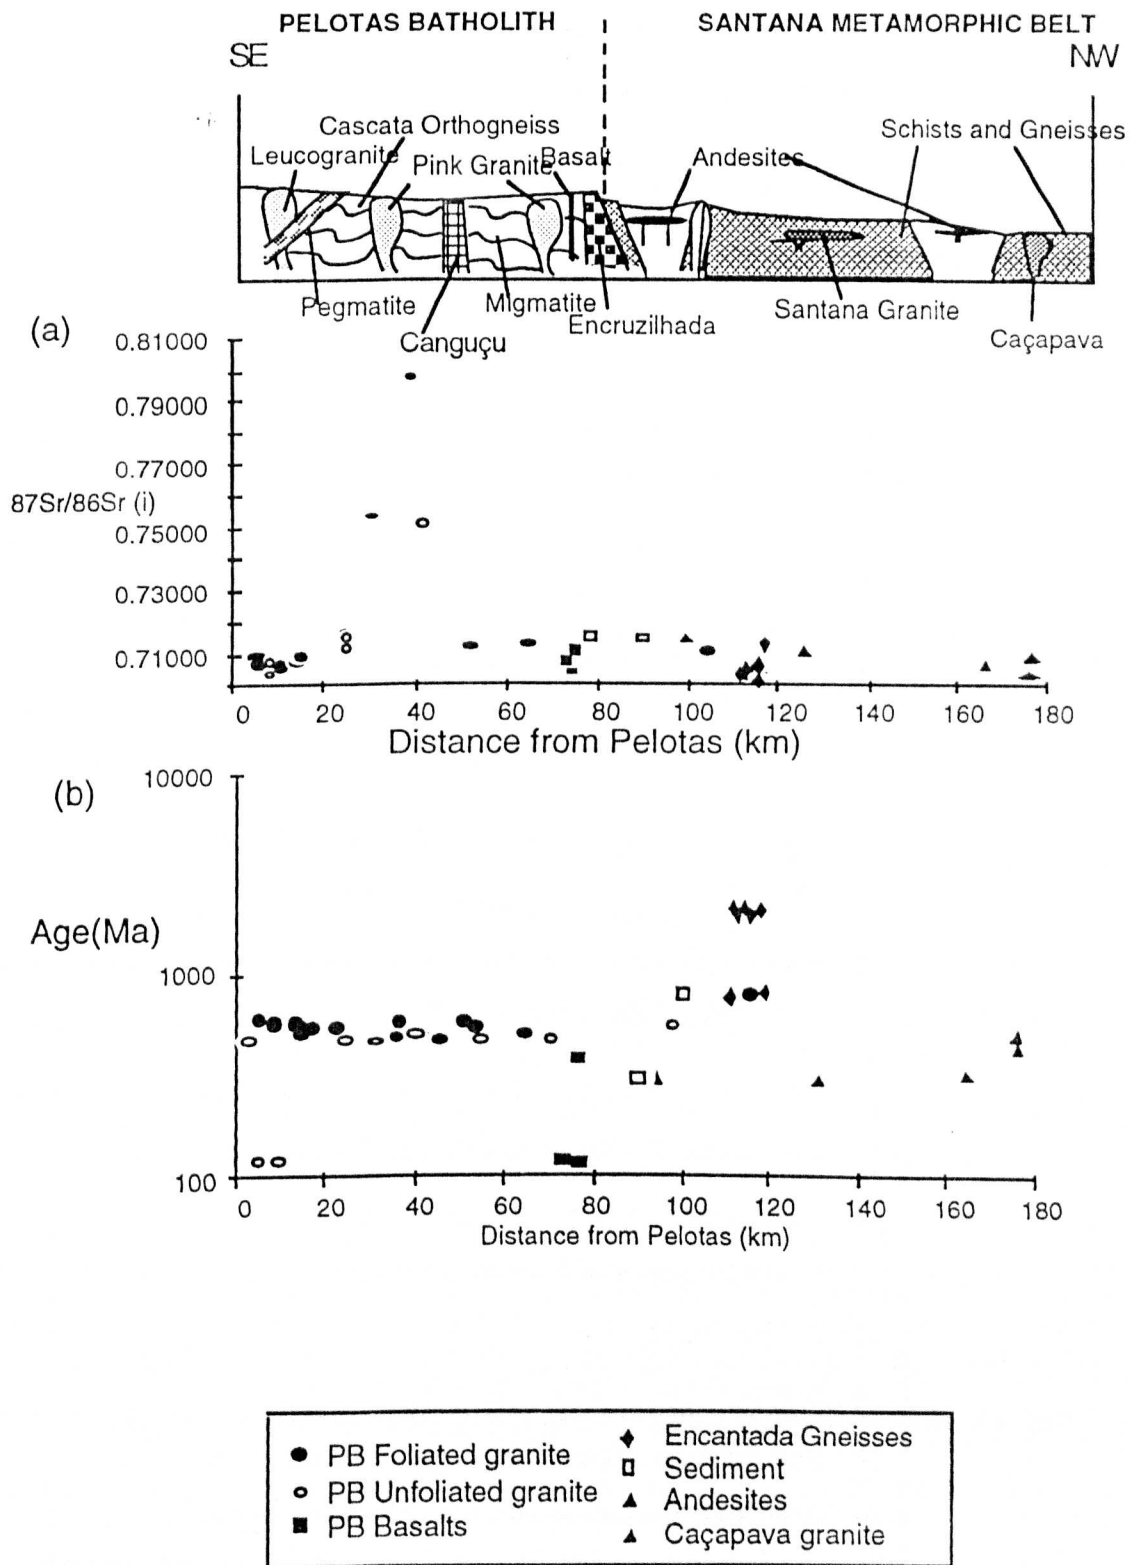 PELOTAS BATHOLITH
SANTANA METAMORPHIC BELT
SE
NW
Cascata Orthogneiss
Schists and Gneisses
Leucogranite
Pink Granite
Basalt
Andesites
Pegmatite
Migmatite
Encruzilhada
Santana Granite
Canguçu
Caçapava
(a)
0.81000
0.79000
0.77000
87Sr/86Sr (i)
0.75000
0.73000
0.71000
0 20 40 60 80 100 120 140 160 180
Distance from Pelotas (km)
(b)
10000
Age(Ma)
1000
100
0 20 40 60 80 100 120 140 160 180
Distance from Pelotas (km)
PB Foliated granite
PB Unfoliated granite
PB Basalts
Encantada Gneisses
Sediment
Andesites
Caçapava granite